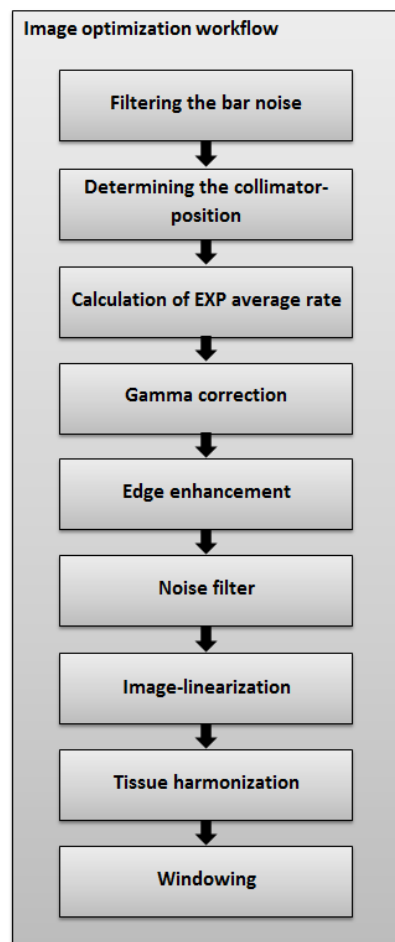 Image optimization workflow
Filtering the bar noise
Determining the collimator-
position
Calculation of EXP average rate
Gamma correction
Edge enhancement
Noise filter
Image-linearization
Tissue harmonization
Windowing